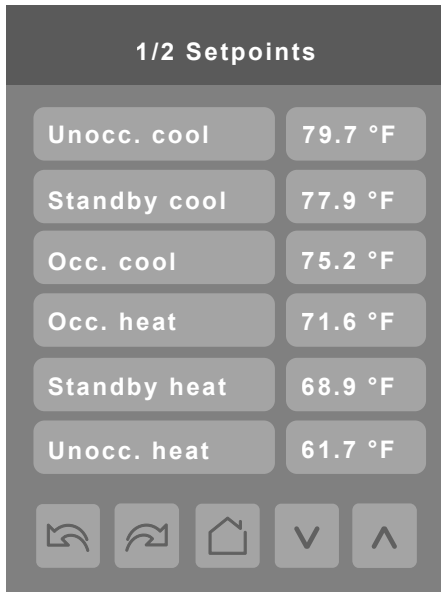 1/2 Setpoints
Unocc. cool 79.7 °F
Standby cool 77.9 °F
Occ. cool 75.2 °F
Occ. heat 71.6 °F
Standby heat 68.9 °F
Unocc. heat 61.7 °F